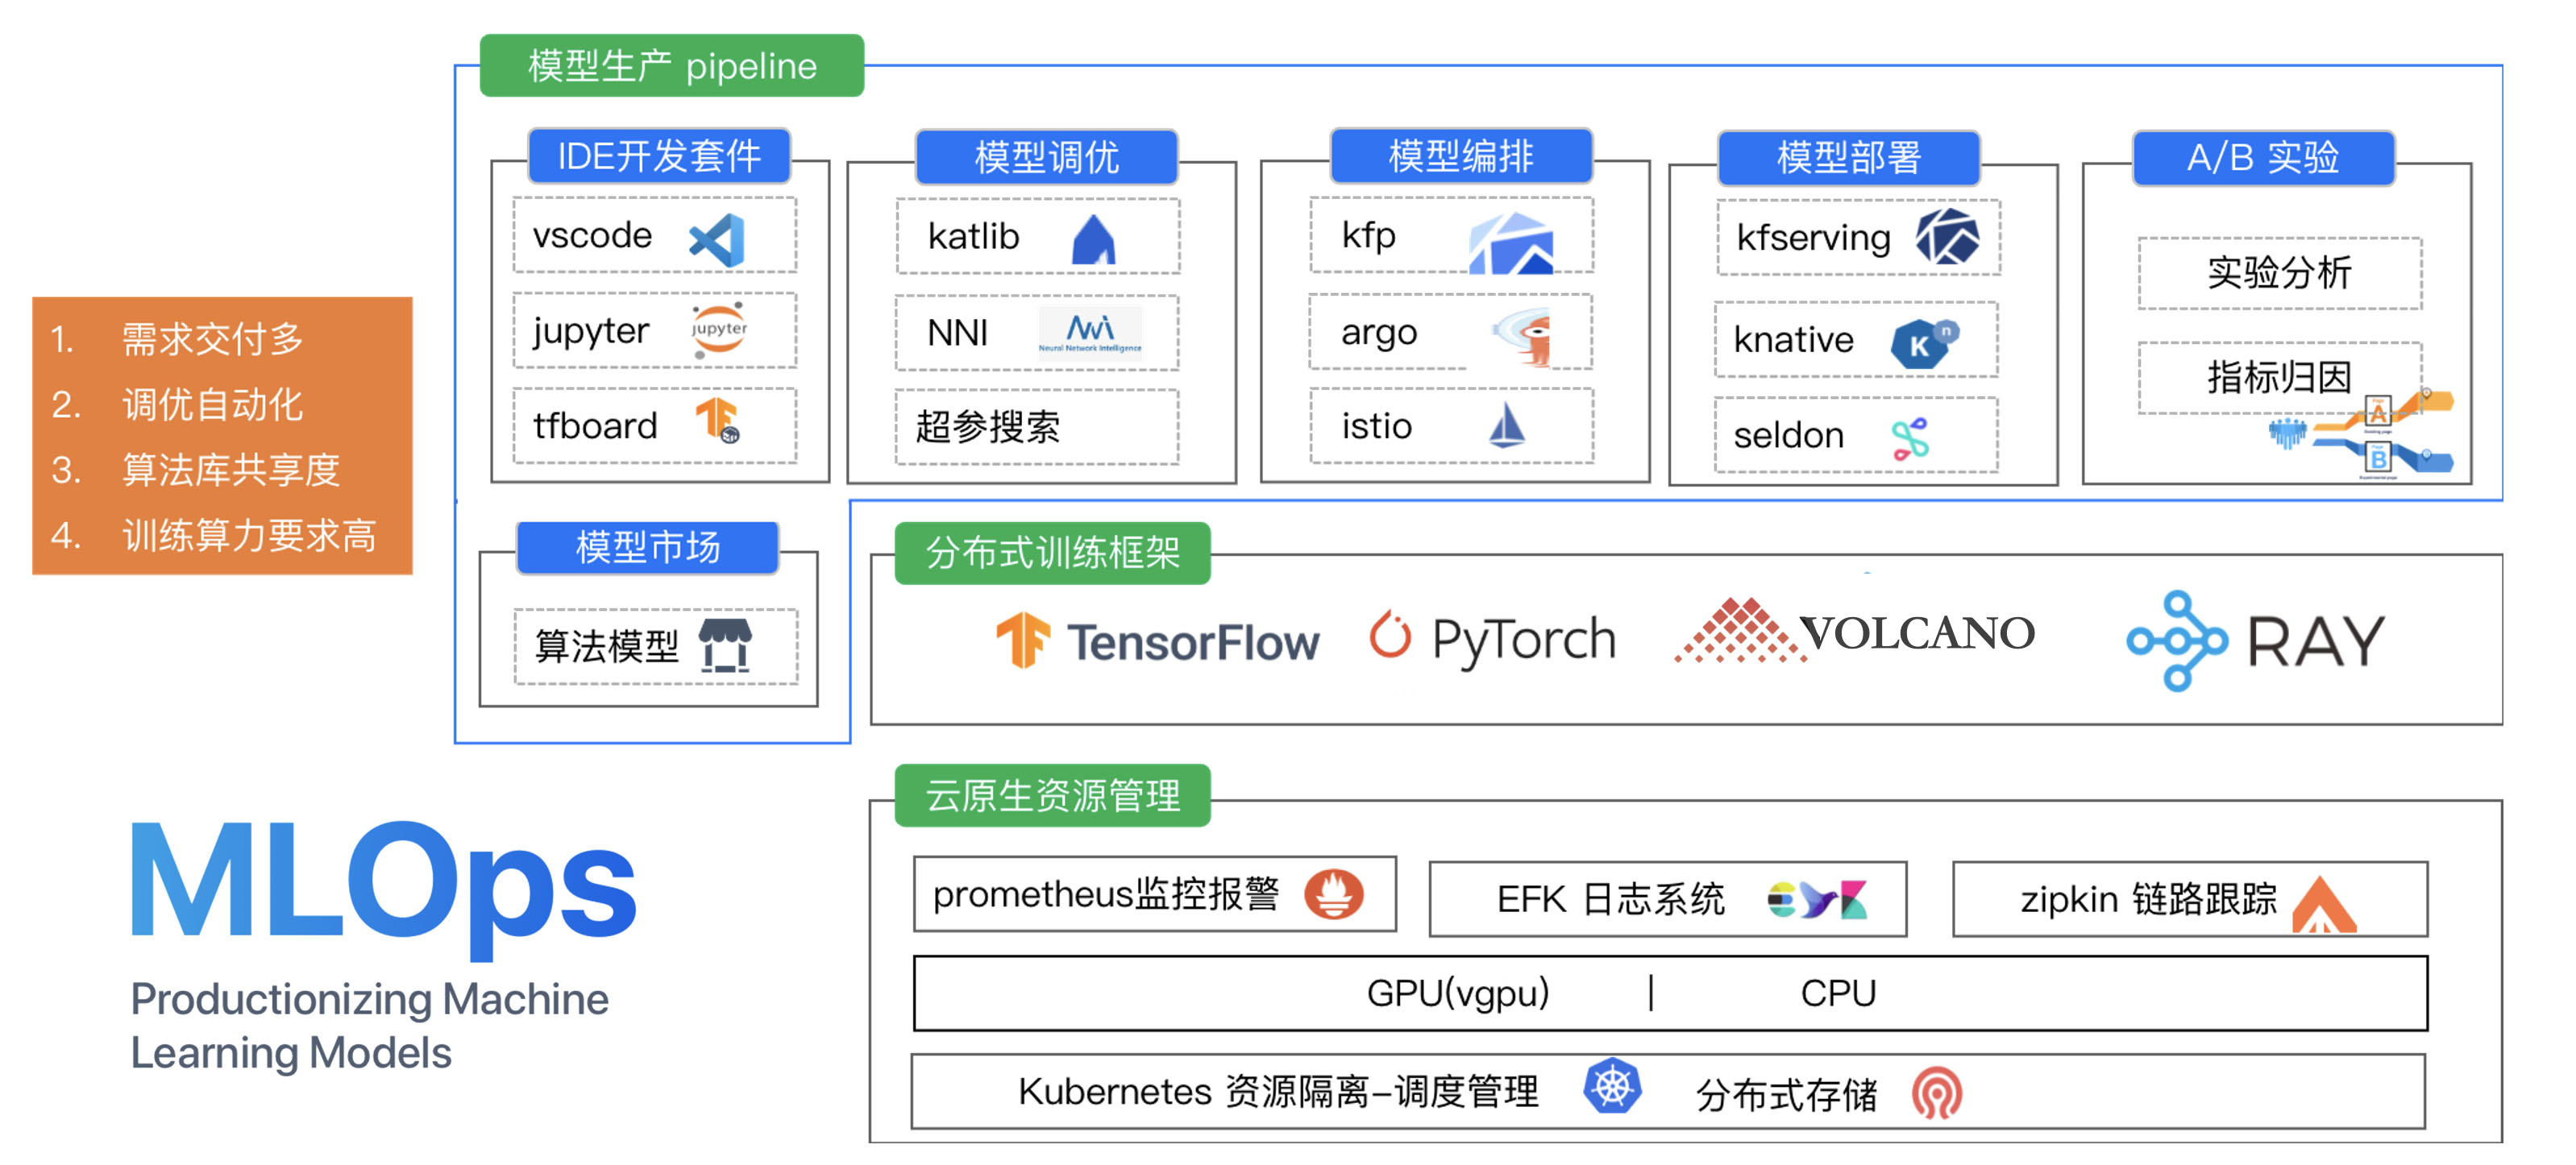 模型生产 pipeline
IDE开发套件
vscode
jupyter
jupyter
tfboard
模型调优
katlib
NNI
Neural Network Intelligence
超参搜索
模型编排
kfp
argo
istio
模型部署
kfserving
knative
K
n
seldon
A/B 实验
实验分析
指标归因
A
B
1. 需求交付多
2. 调优自动化
3. 算法库共享度
4. 训练算力要求高
模型市场
算法模型
分布式训练框架
TensorFlow
PyTorch
VOLCANO
RAY
云原生资源管理
prometheus监控报警
EFK 日志系统
zipkin 链路跟踪
GPU(vgpu) | CPU
Kubernetes 资源隔离-调度管理
分布式存储
MLOps
Productionizing Machine
Learning Models